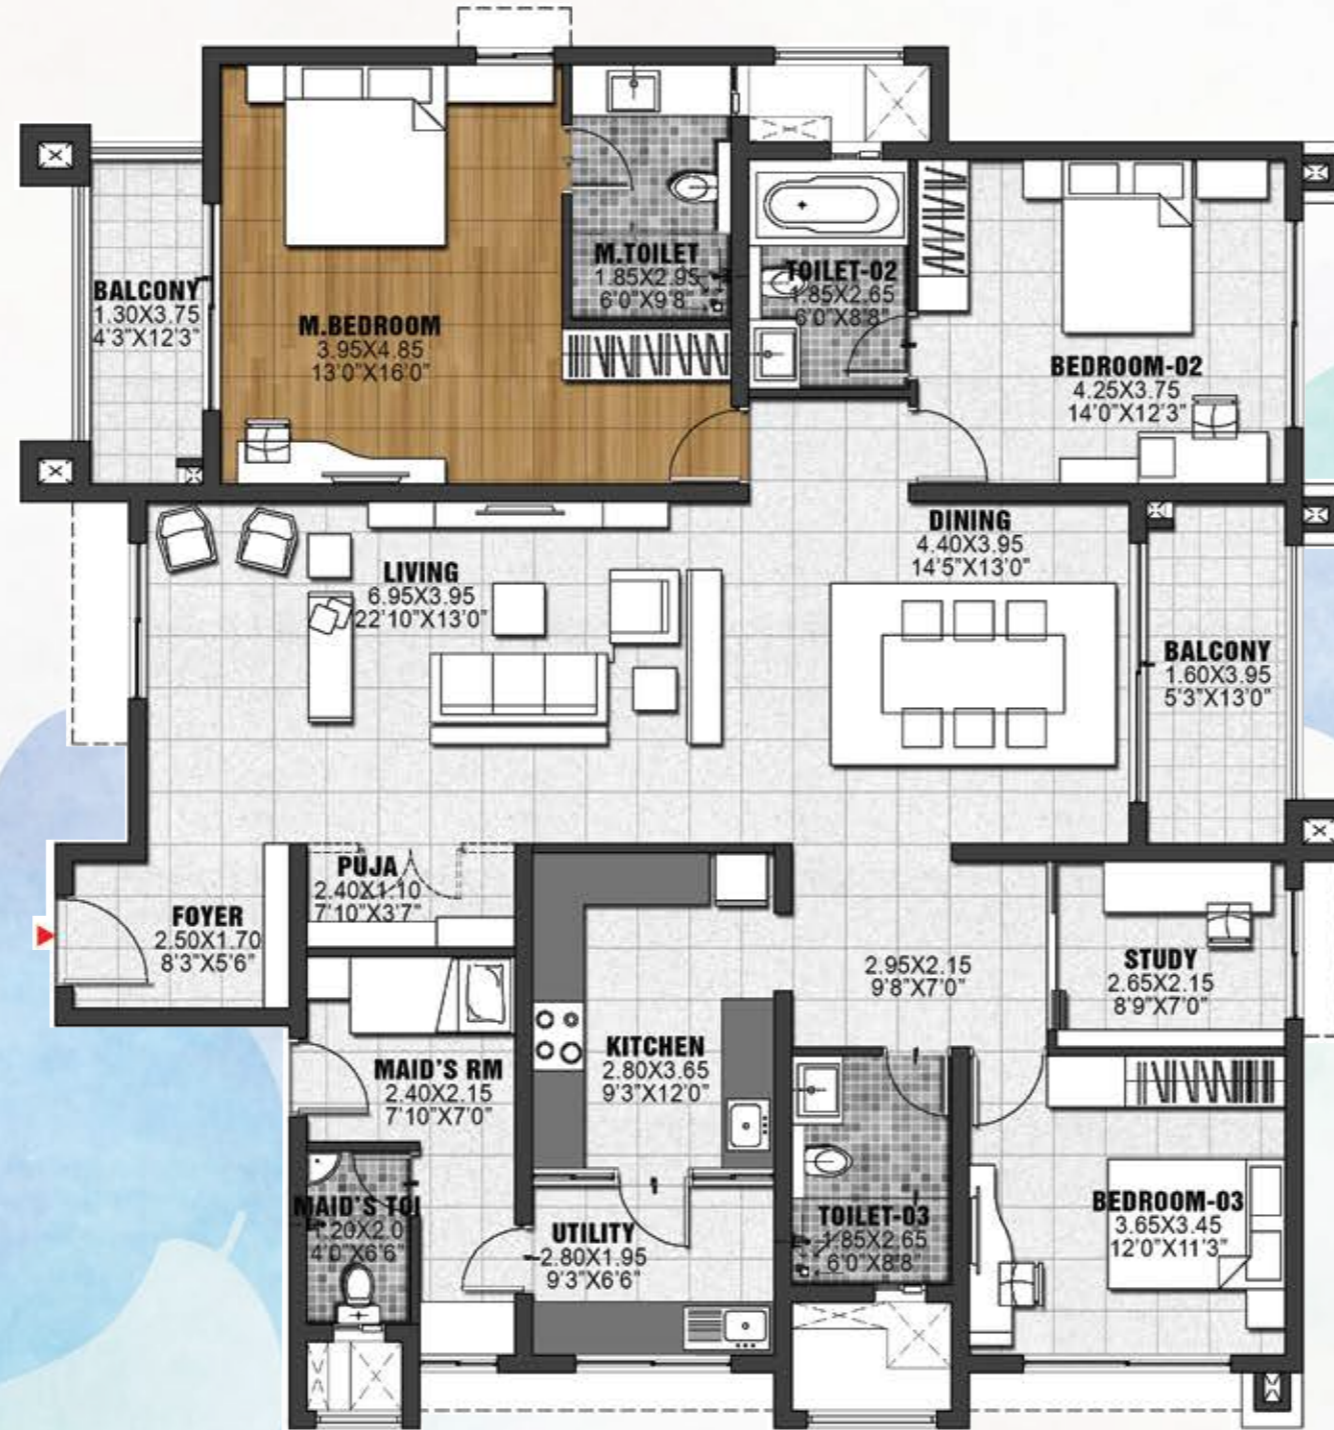 BALCONY
1.30X3.75
4'3"X12'3"
M.BEDROOM
3.95X4.85
13'0"X16'0"
M.TOILET
1.85X2.95
6'0"X9'8"
TOILET-02
1.85X2.65
6'0"X8'8"
BEDROOM-02
4.25X3.75
14'0"X12'3"
LIVING
6.95X3.95
22'10"X13'0"
DINING
4.40X3.95
14'5"X13'0"
BALCONY
1.60X3.95
5'3"X13'0"
FOYER
2.50X1.70
8'3"X5'6"
PUJA
2.40X1.10
7'10"X3'7"
2.95X2.15
9'8"X7'0"
STUDY
2.65X2.15
8'9"X7'0"
MAID'S RM
2.40X2.15
7'10"X7'0"
KITCHEN
2.80X3.65
9'3"X12'0"
MAID'S TOI
1.20X2.0
4'0"X6'6"
UTILITY
2.80X1.95
9'3"X6'6"
TOILET-03
1.85X2.65
6'0"X8'8"
BEDROOM-03
3.65X3.45
12'0"X11'3"